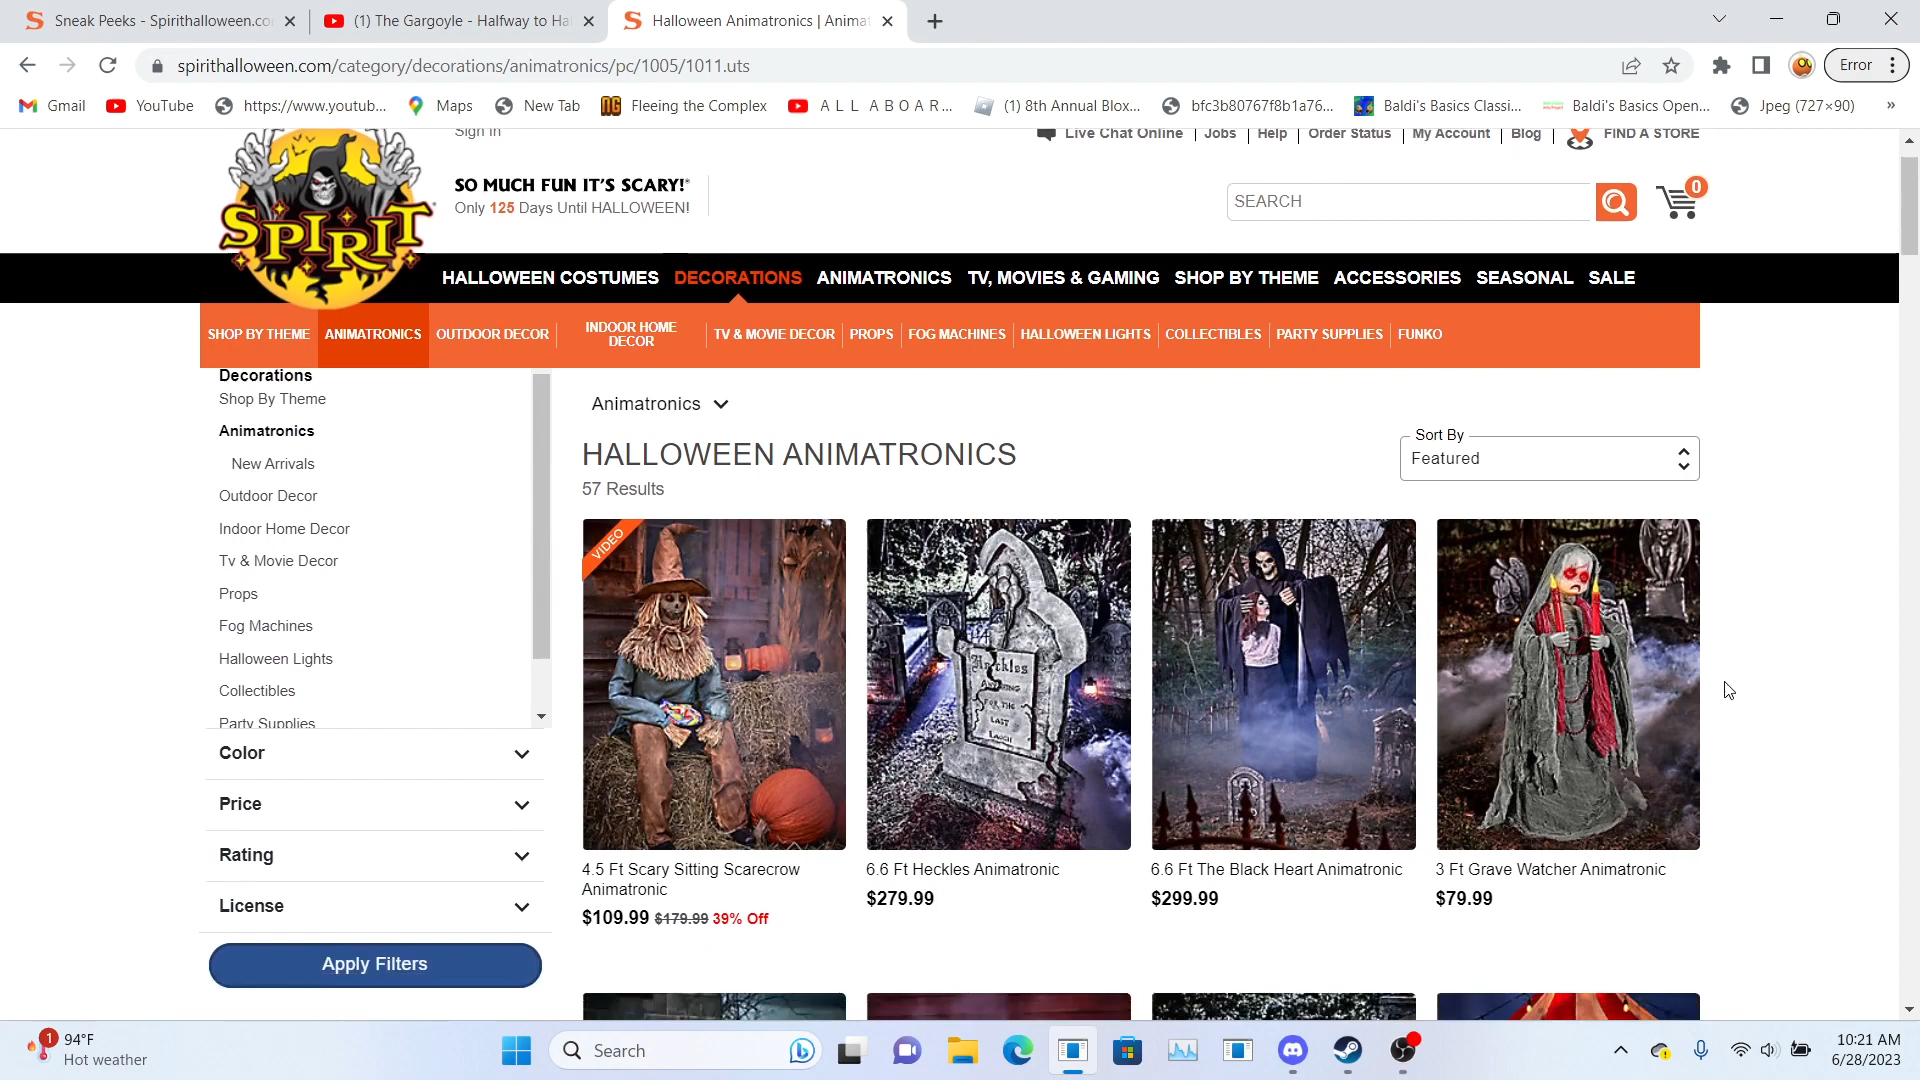 Sneak Peeks - Spirithalloween.co
(1) The Gargoyle - Halfway to Ha
Halloween Animatronics | Anima
spirithalloween.com/category/decorations/animatronics/pc/1005/1011.uts
Error
Gmail
YouTube
https://www.youtub...
Maps
New Tab
Fleeing the Complex
A L L A B O A R...
(1) 8th Annual Blox...
bfc3b80767f8b1a76...
Baldi's Basics Classi...
Baldi's Basics Open...
Jpeg (727×90)
»
Sign In
Live Chat Online
Jobs
Help
Order Status
My Account
Blog
FIND A STORE
SPIRIT
SO MUCH FUN IT'S SCARY!®
Only 125 Days Until HALLOWEEN!
SEARCH
0
HALLOWEEN COSTUMES
DECORATIONS
ANIMATRONICS
TV, MOVIES & GAMING
SHOP BY THEME
ACCESSORIES
SEASONAL
SALE
SHOP BY THEME
ANIMATRONICS
OUTDOOR DECOR
INDOOR HOME
DECOR
TV & MOVIE DECOR
PROPS
FOG MACHINES
HALLOWEEN LIGHTS
COLLECTIBLES
PARTY SUPPLIES
FUNKO
Decorations
Shop By Theme
Animatronics
New Arrivals
Outdoor Decor
Indoor Home Decor
Tv & Movie Decor
Props
Fog Machines
Halloween Lights
Collectibles
Party Supplies
Color
Price
Rating
License
Apply Filters
Animatronics
HALLOWEEN ANIMATRONICS
57 Results
Sort By
Featured
VIDEO
Heckles
FOR THE
LAST
LAUGH
4.5 Ft Scary Sitting Scarecrow
Animatronic
$109.99 $179.99 39% Off
6.6 Ft Heckles Animatronic
$279.99
6.6 Ft The Black Heart Animatronic
$299.99
3 Ft Grave Watcher Animatronic
$79.99
1
94°F
Hot weather
Search
10:21 AM
6/28/2023